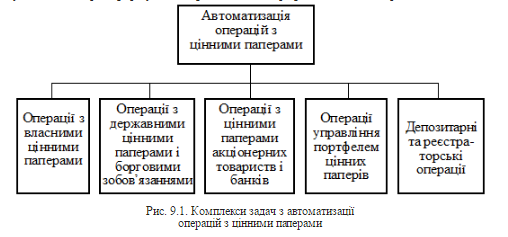 Автоматизація
операцій з
цінними паперами
Операції з
власними
цінними
паперами
Операції з
державними
цінними
паперами і
борговими
зобов'язаннями
Операції з
цінними
паперами
акціонерних
товариств і
банків
Операції
управління
портфелем
цінних
паперів
Депозитарні
та реєстра-
торські
операції
Рис. 9.1. Комплекси задач з автоматизації
операцій з цінними паперами